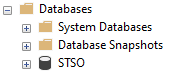 Databases
System Databases
Database Snapshots
STSO